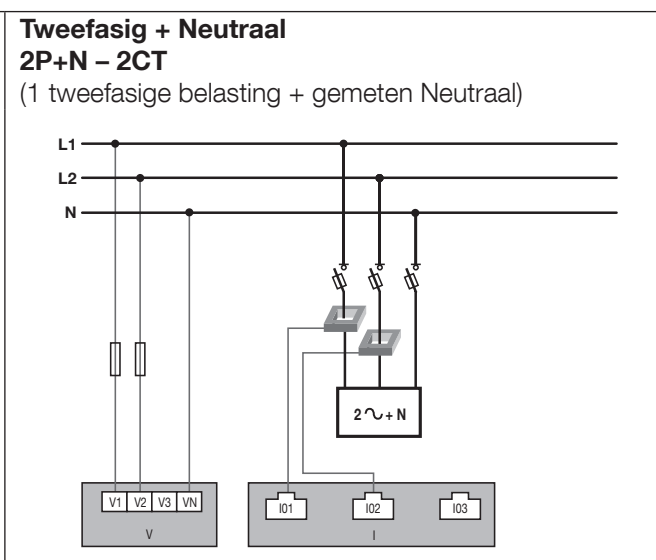 Tweefasig + Neutraal
2P+N – 2CT
(1 tweefasige belasting + gemeten Neutraal)
L1
L2
N
2 ∿ + N
V1 V2 V3 VN
V
I01 I02 I03
I